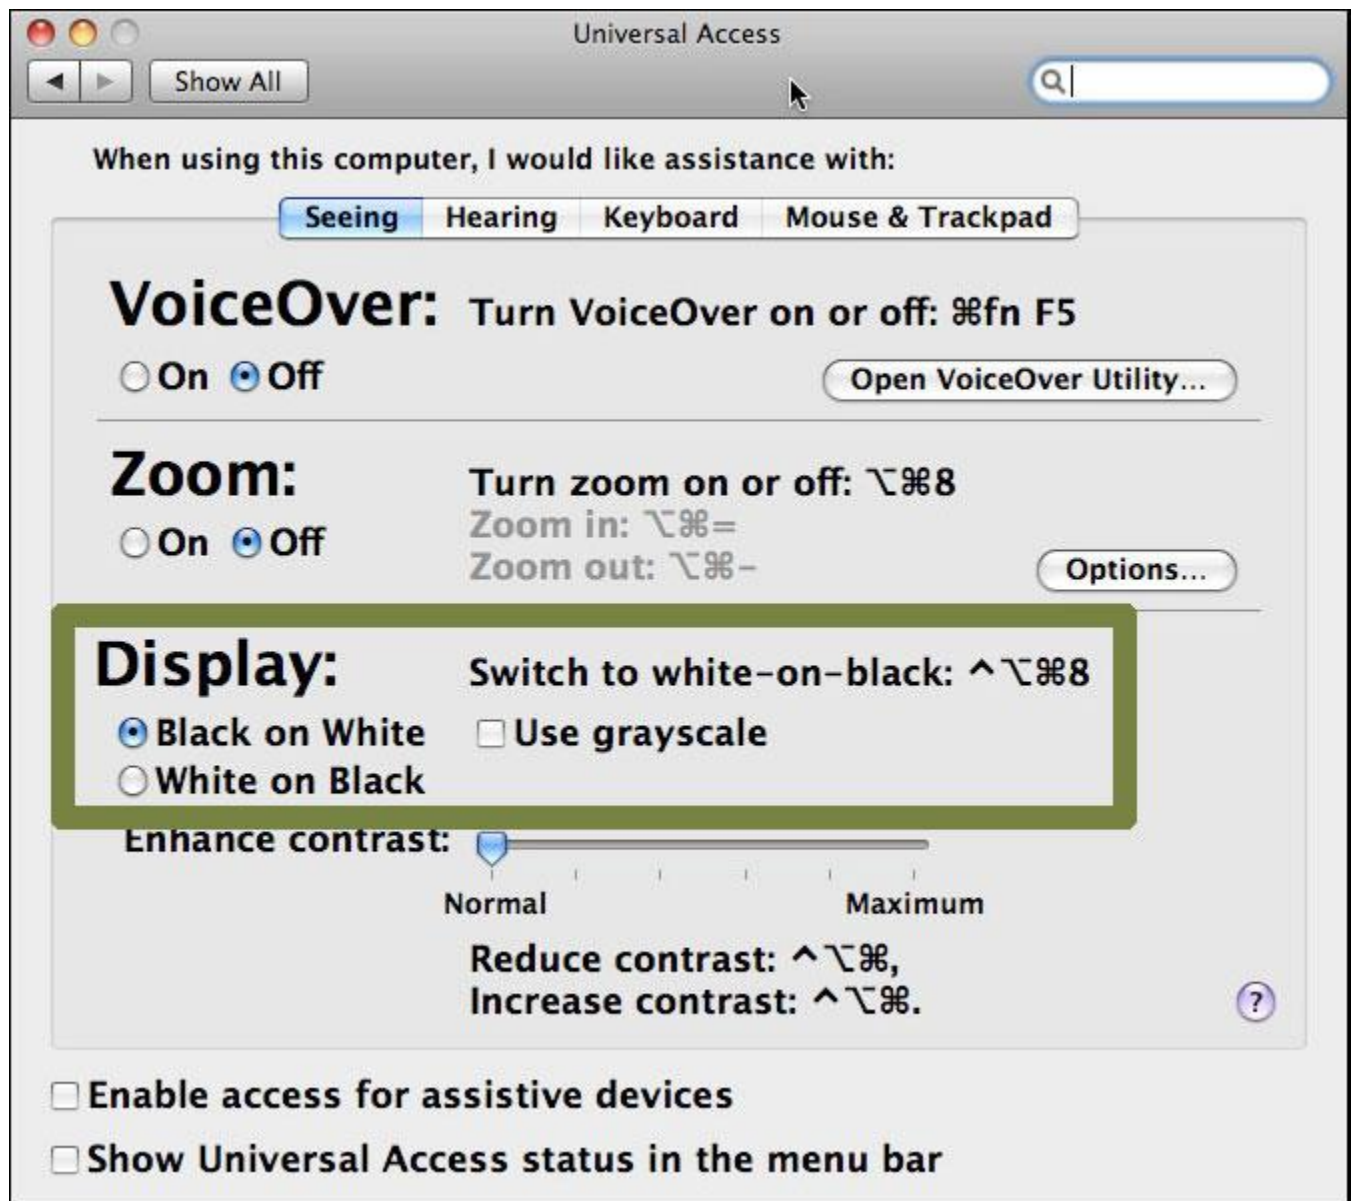 Universal Access
Show All
When using this computer, I would like assistance with:
Seeing Hearing Keyboard Mouse & Trackpad
VoiceOver: Turn VoiceOver on or off: ⌘fn F5
On Off Open VoiceOver Utility...
Zoom: Turn zoom on or off: ⌥⌘8
Zoom in: ⌥⌘=
On Off
Zoom out: ⌥⌘-
Options...
Display: Switch to white-on-black: ^⌥⌘8
Black on White Use grayscale
White on Black
Enhance contrast:
Normal Maximum
Reduce contrast: ^⌥⌘,
Increase contrast: ^⌥⌘.
?
Enable access for assistive devices
Show Universal Access status in the menu bar